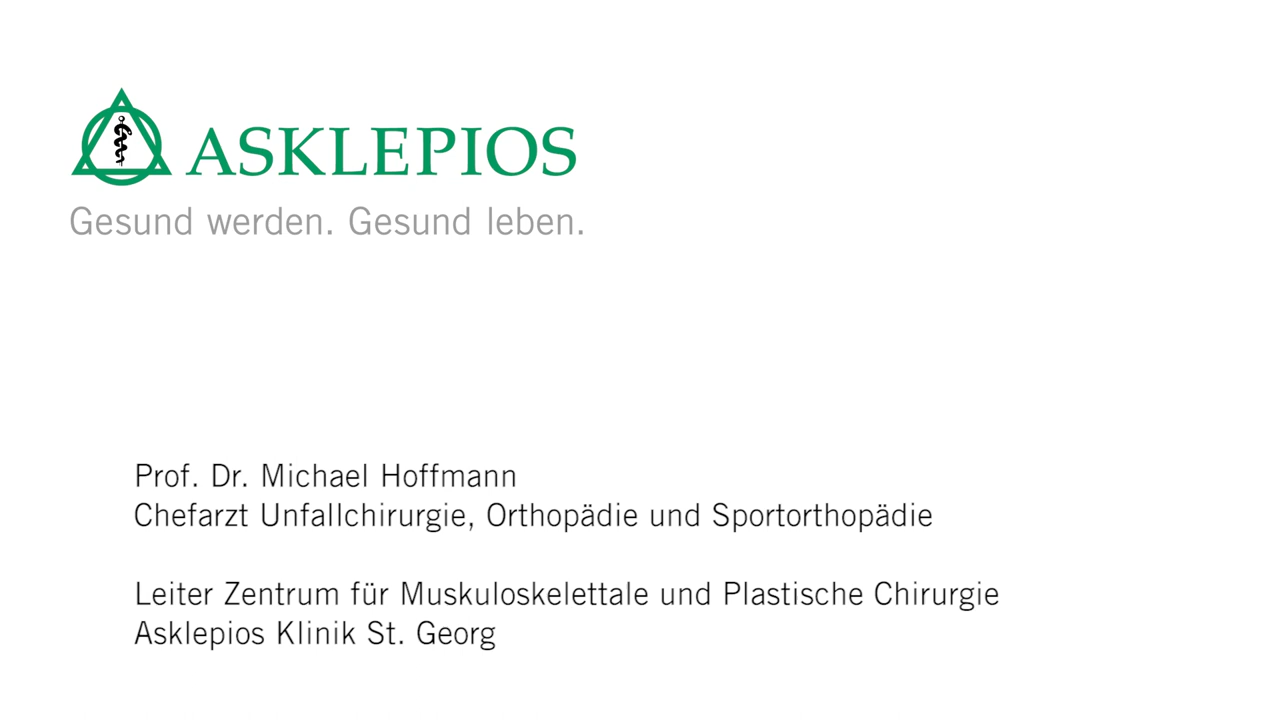 ASKLEPIOS
Gesund werden. Gesund leben.
Prof. Dr. Michael Hoffmann
Chefarzt Unfallchirurgie, Orthopädie und Sportorthopädie
Leiter Zentrum für Muskuloskelettale und Plastische Chirurgie
Asklepios Klinik St. Georg